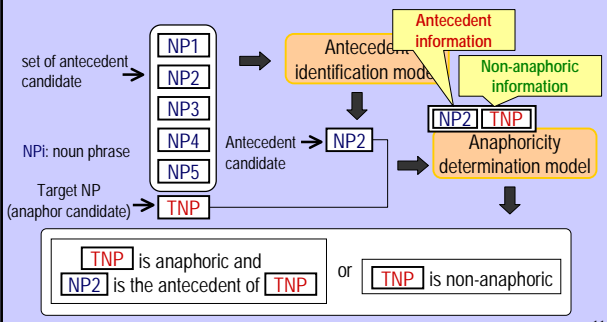 Antecedent
information
set of antecedent
candidate
NP1
NP2
NP3
NP4
NP5
Antecedent
identification model
Non-anaphoric
information
NP2 TNP
NPi: noun phrase
Antecedent
candidate
NP2
Anaphoricity
determination model
Target NP
(anaphor candidate)
TNP
TNP is anaphoric and
NP2 is the antecedent of TNP
or
TNP is non-anaphoric